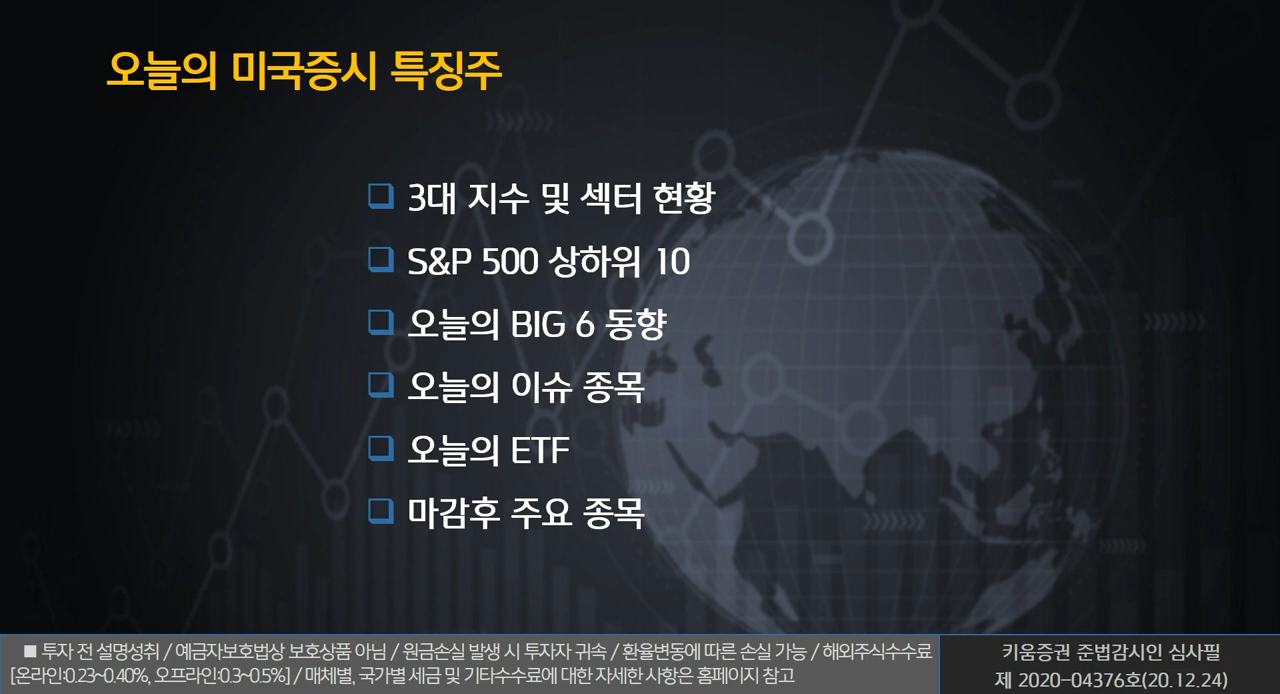 오늘의 미국증시 특징주
3대 지수 및 섹터 현황
S&P 500 상하위 10
오늘의 BIG 6 동향
오늘의 이슈 종목
오늘의 ETF
마감후 주요 종목
■ 투자 전 설명청취 / 예금자보호법상 보호상품 아님 / 원금손실 발생 시 투자자 귀속 / 환율변동에 따른 손실 가능 / 해외주식수수료
[온라인:0.23~0.40%, 오프라인:0.3~0.5%] / 매체별, 국가별 세금 및 기타수수료에 대한 자세한 사항은 홈페이지 참고
키움증권 준법감시인 심사필
제 2020-04376호(20.12.24)